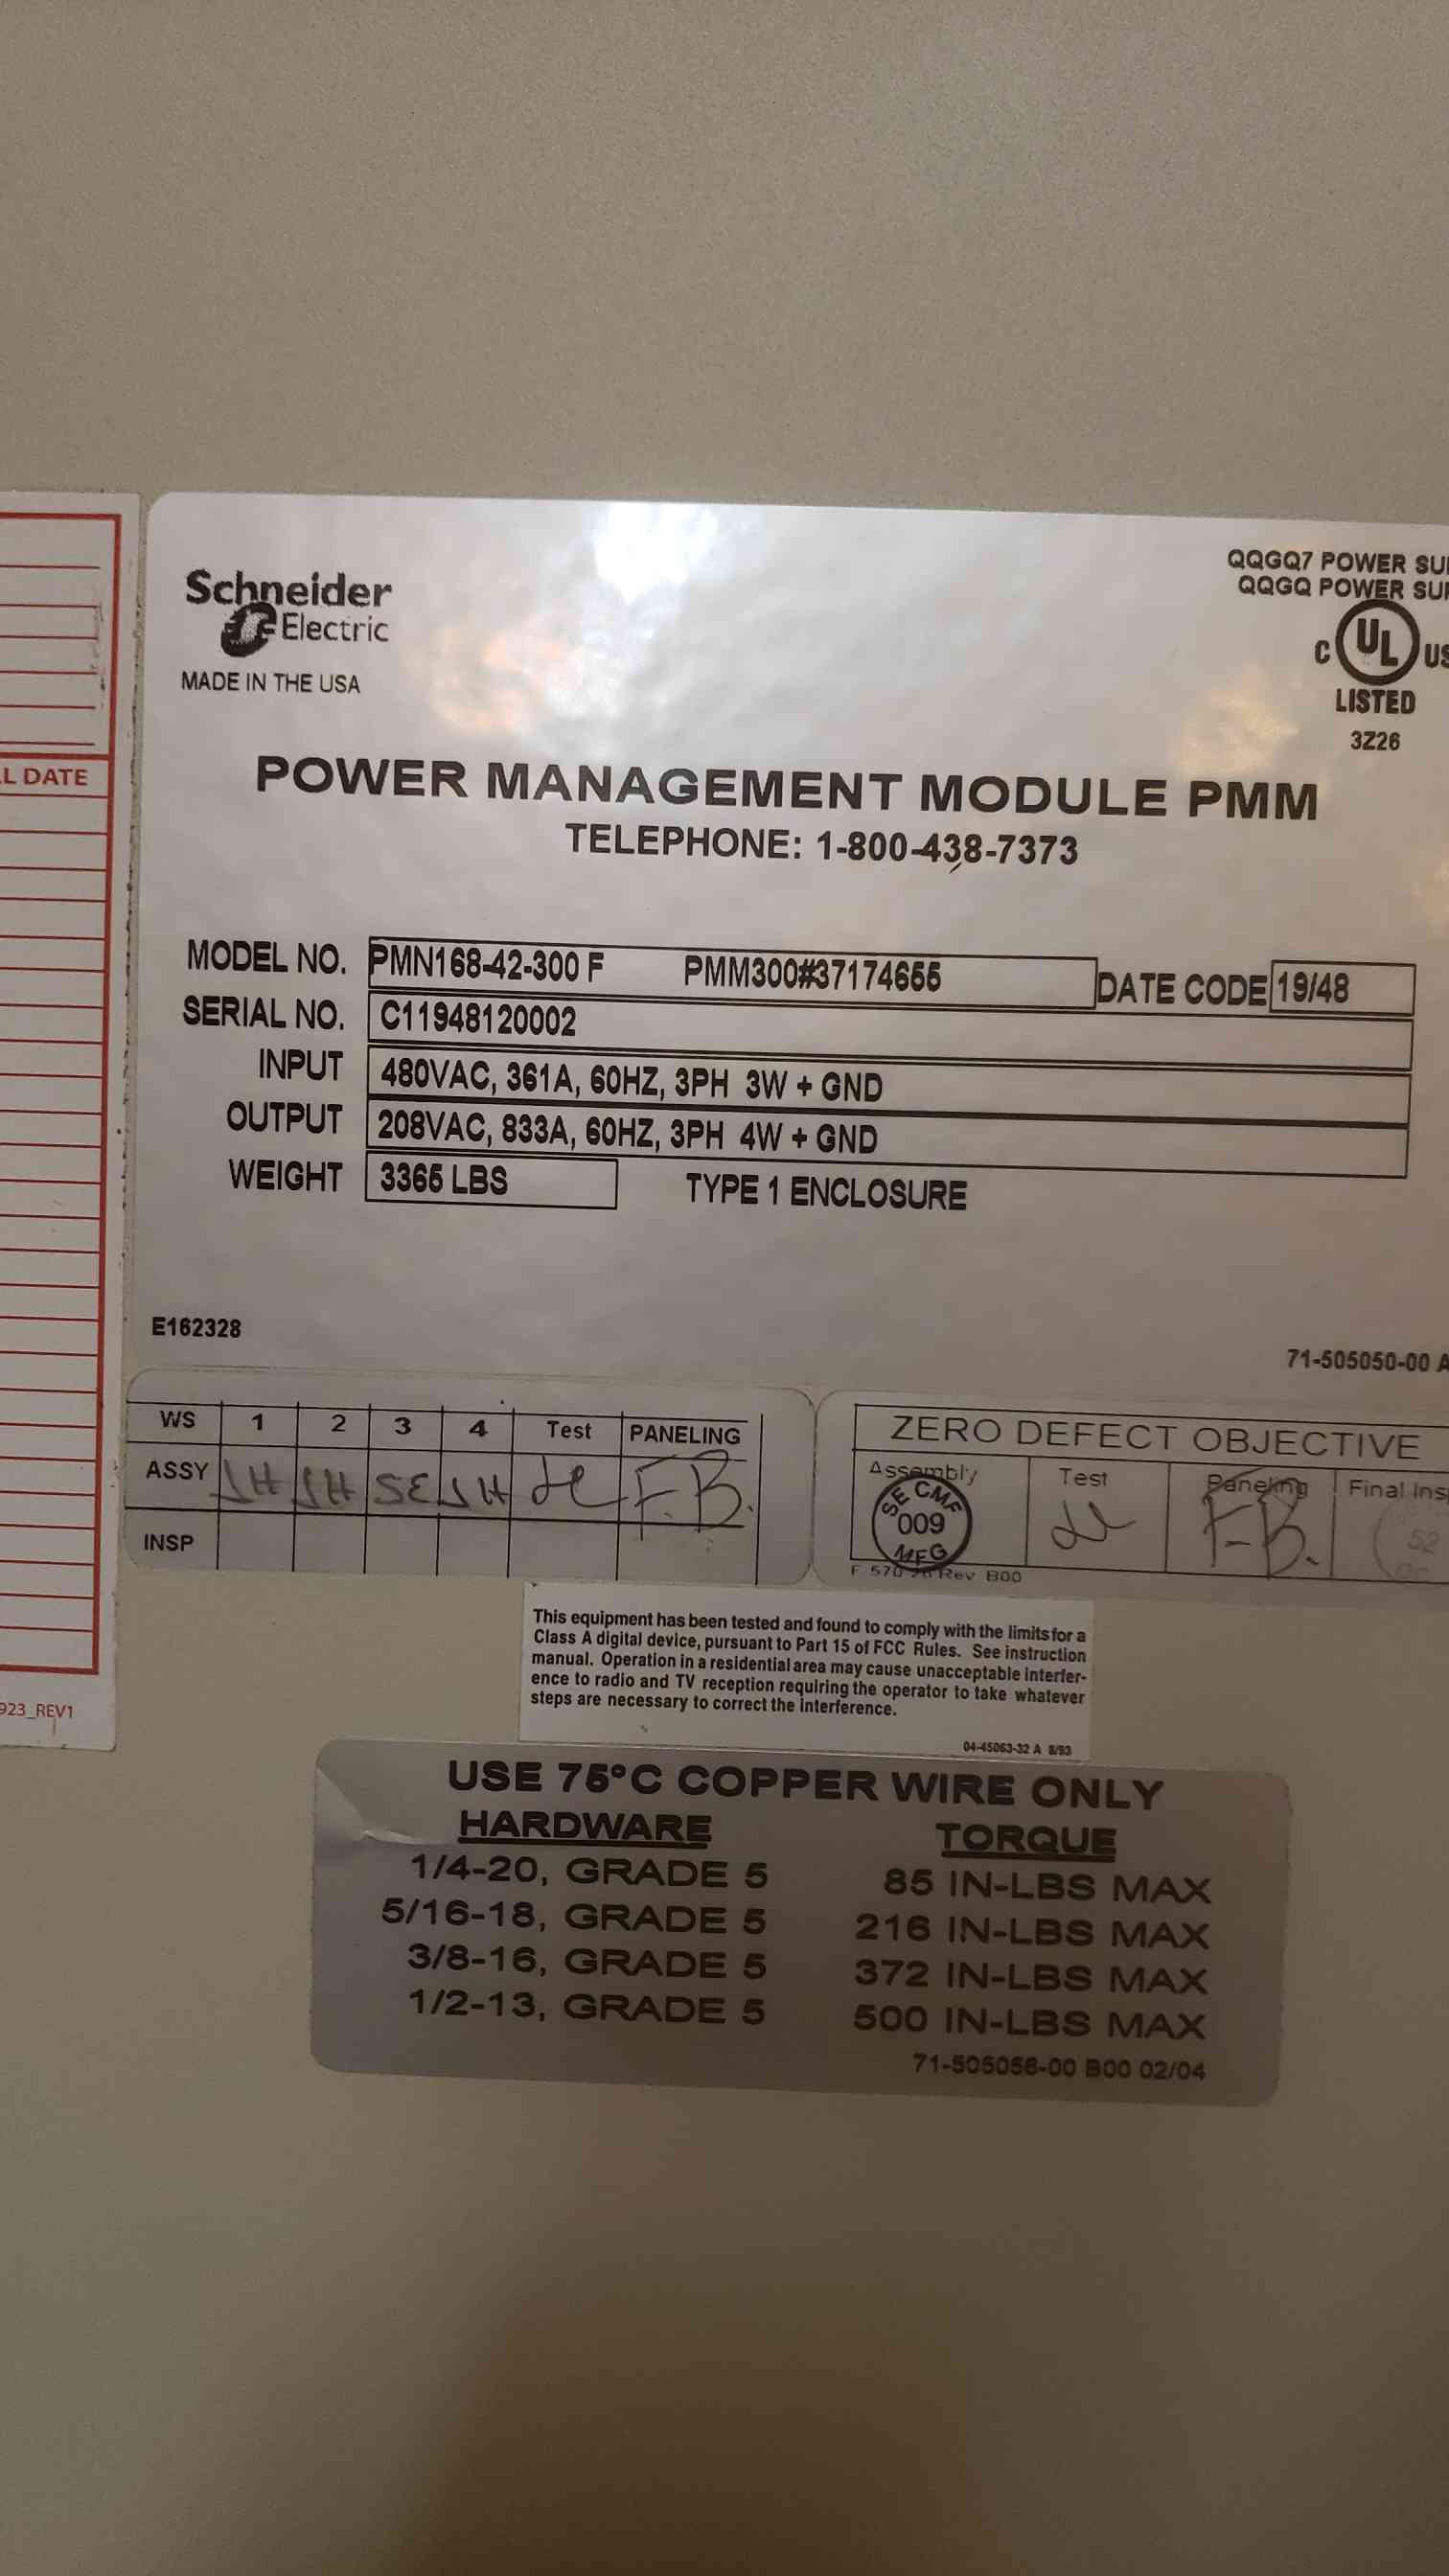 L DATE
923_REV1
Schneider
Electric
MADE IN THE USA
QQGQ7 POWER SU
QQGQ POWER SU
C UL US
LISTED
3Z26
POWER MANAGEMENT MODULE PMM
TELEPHONE: 1-800-438-7373
MODEL NO. PMN168-42-300 F PMM300#37174655 DATE CODE 19/48
SERIAL NO. C11948120002
INPUT 480VAC, 361A, 60HZ, 3PH 3W + GND
OUTPUT 208VAC, 833A, 60HZ, 3PH 4W + GND
WEIGHT 3365 LBS TYPE 1 ENCLOSURE
E162328
71-505050-00 A
WS 1 2 3 4 Test PANELING
ASSY JH JH SE JH F.B.
INSP
ZERO DEFECT OBJECTIVE
Assembly Test Paneling Final Ins
SE CMF 009 MFG F-B. 52
F 570 Rev B00
This equipment has been tested and found to comply with the limits for a
Class A digital device, pursuant to Part 15 of FCC Rules. See instruction
manual. Operation in a residential area may cause unacceptable interfer-
ence to radio and TV reception requiring the operator to take whatever
steps are necessary to correct the interference.
04-45063-32 A 8/93
USE 75°C COPPER WIRE ONLY
HARDWARE TORQUE
1/4-20, GRADE 5 85 IN-LBS MAX
5/16-18, GRADE 5 216 IN-LBS MAX
3/8-16, GRADE 5 372 IN-LBS MAX
1/2-13, GRADE 5 500 IN-LBS MAX
71-505056-00 B00 02/04